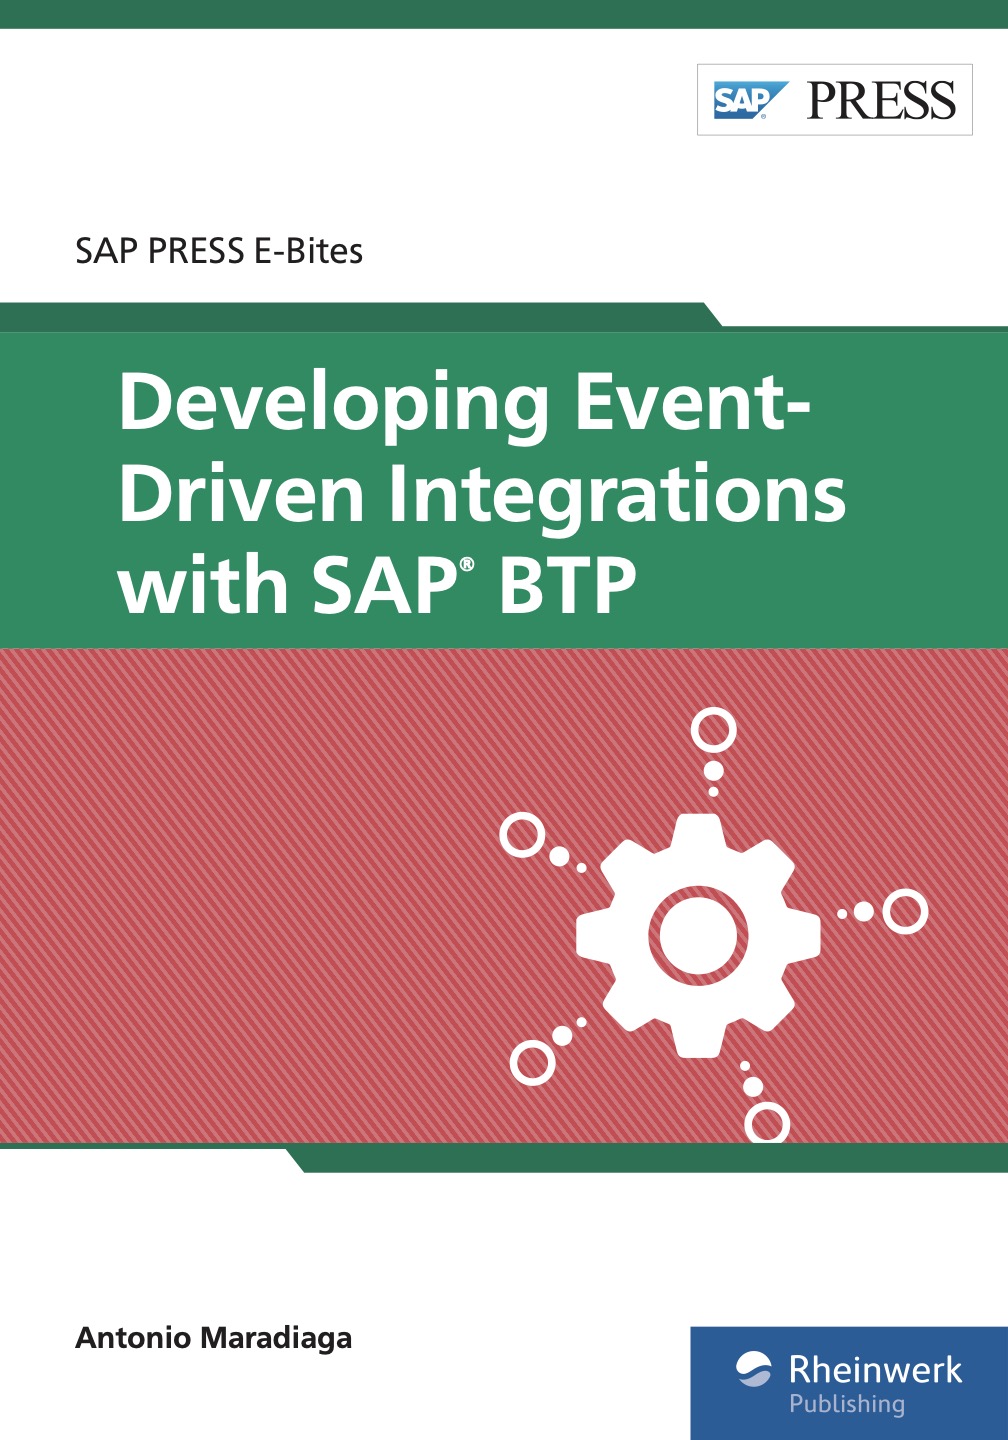 SAP® PRESS
SAP PRESS E-Bites
Developing Event-
Driven Integrations
with SAP® BTP
Antonio Maradiaga
Rheinwerk
Publishing